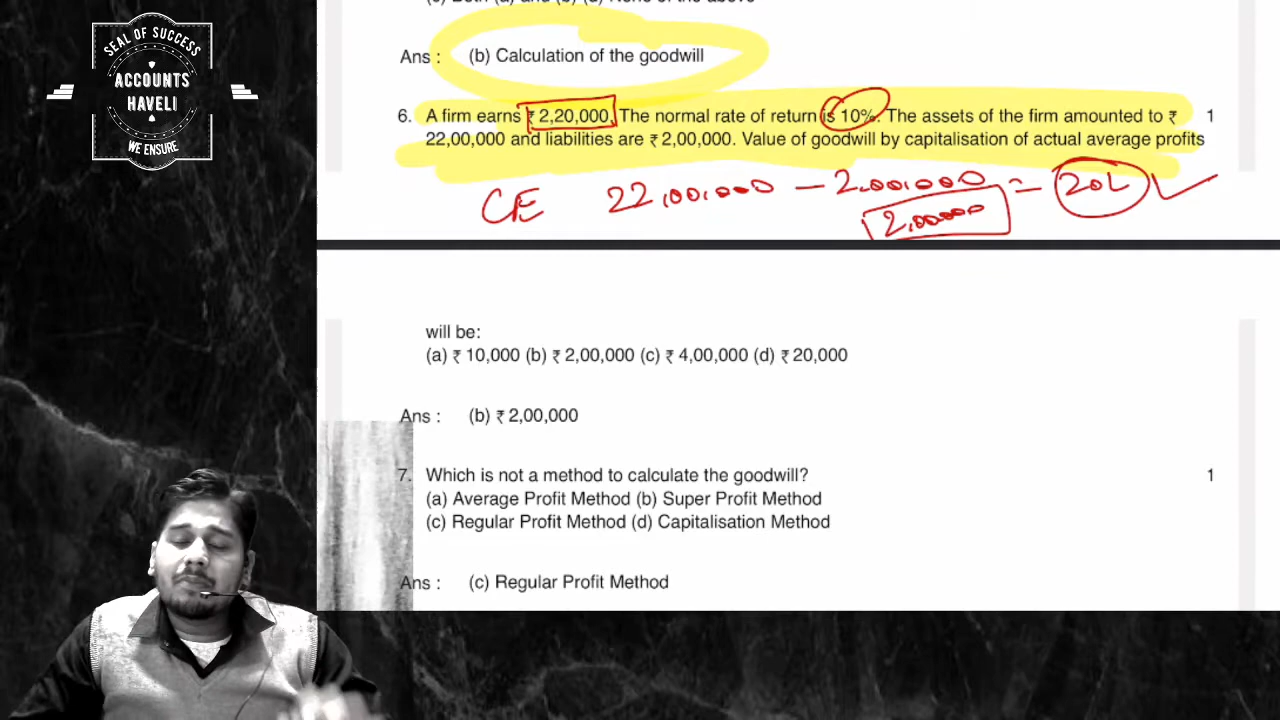 SEAL OF SUCCESS
ACCOUNTS
HAVELI
WE ENSURE
Ans : (b) Calculation of the goodwill
6. A firm earns ₹ 2,20,000. The normal rate of return is 10%. The assets of the firm amounted to ₹ 1
22,00,000 and liabilities are ₹ 2,00,000. Value of goodwill by capitalisation of actual average profits
CE 22,00,000 – 2,00,000 = 20L
2,00,000
will be:
(a) ₹ 10,000 (b) ₹ 2,00,000 (c) ₹ 4,00,000 (d) ₹ 20,000
Ans : (b) ₹ 2,00,000
7. Which is not a method to calculate the goodwill? 1
(a) Average Profit Method (b) Super Profit Method
(c) Regular Profit Method (d) Capitalisation Method
Ans : (c) Regular Profit Method